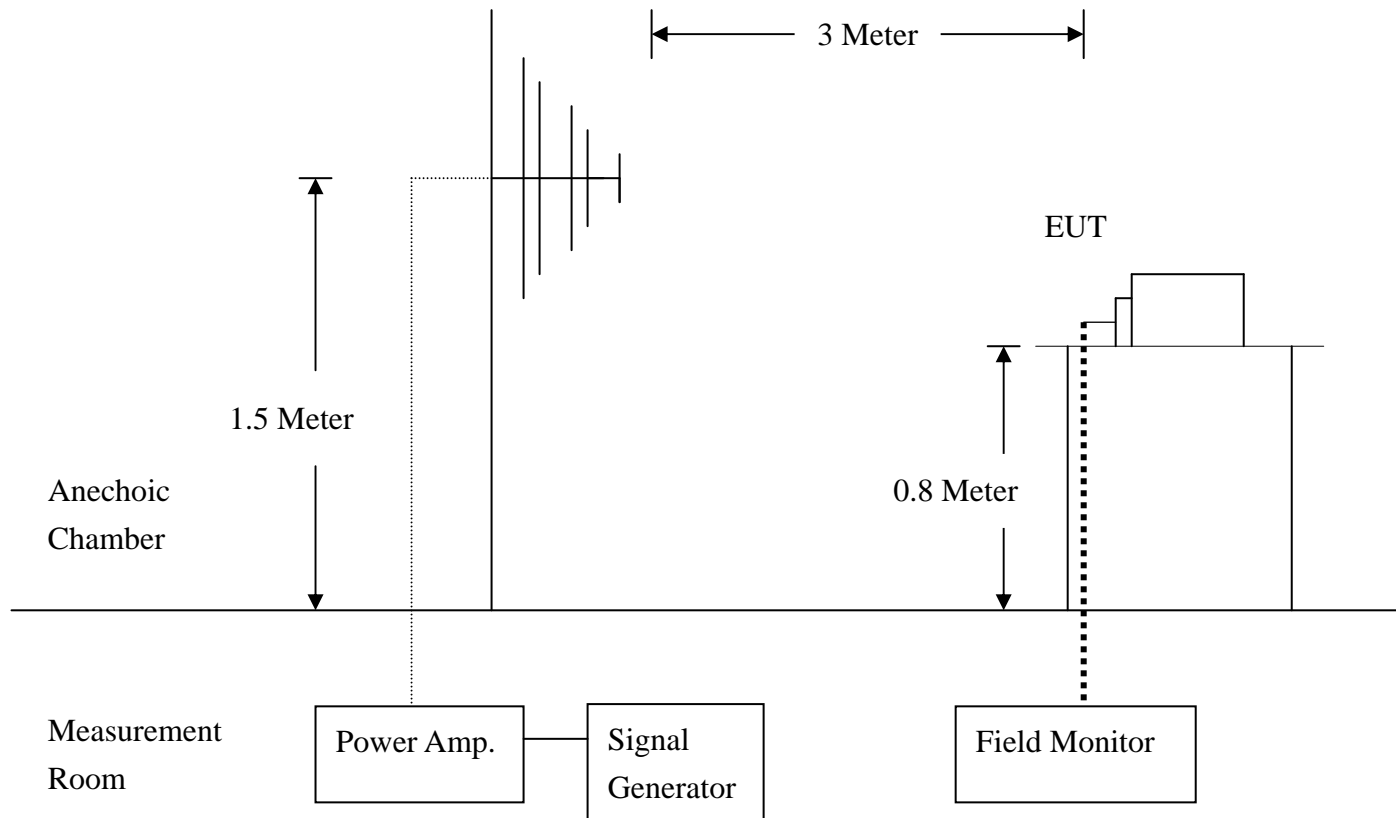 3 Meter
EUT
1.5 Meter
0.8 Meter
Anechoic
Chamber
Measurement
Room
Power Amp.
Signal
Generator
Field Monitor